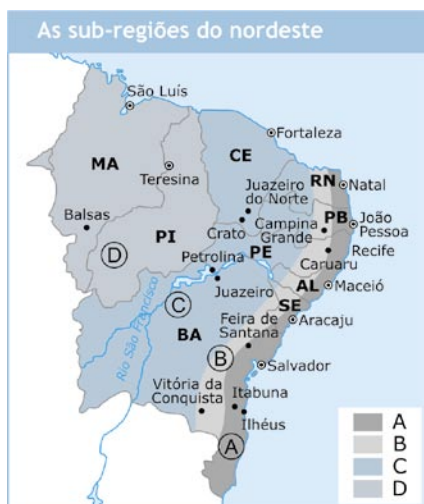 As sub-regiões do nordeste
São Luís
Fortaleza
MA
CE
Teresina
RN
Natal
Juazeiro
do Norte
Balsas
PB
João
Pessoa
Crato
Campina
Grande
PI
D
Petrolina
PE
Recife
Caruaru
C
Juazeiro
AL
Maceió
SE
Rio São Francisco
BA
Feira de
Santana
Aracaju
B
Salvador
Vitória da
Conquista
Itabuna
Ilhéus
A
A
B
C
D